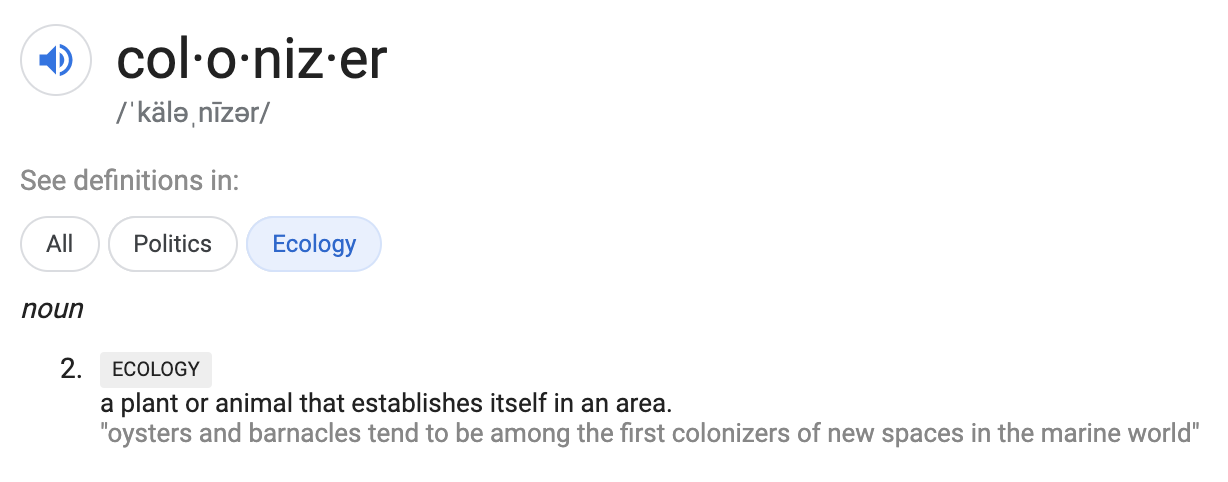 col·o·niz·er
/ˈkäləˌnīzər/
See definitions in:
All Politics Ecology
noun
2. ECOLOGY
a plant or animal that establishes itself in an area.
"oysters and barnacles tend to be among the first colonizers of new spaces in the marine world"